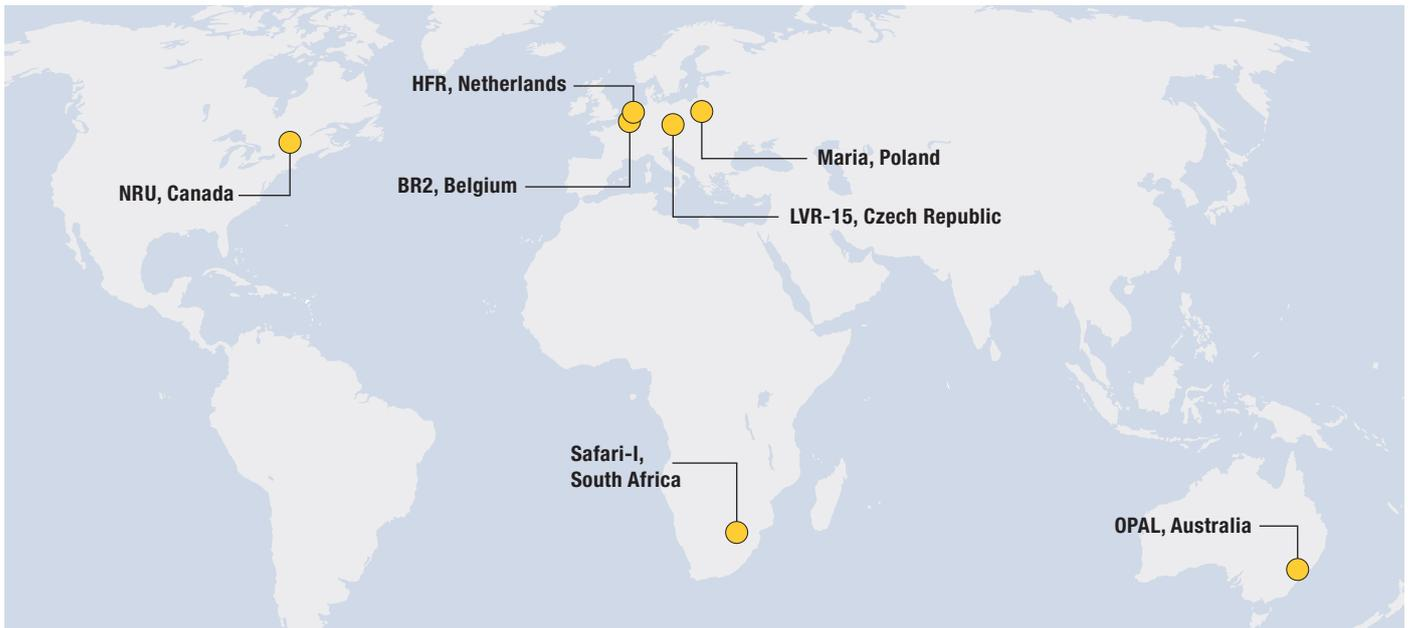 HFR, Netherlands
Maria, Poland
BR2, Belgium
NRU, Canada
LVR-15, Czech Republic
Safari-I,
South Africa
OPAL, Australia